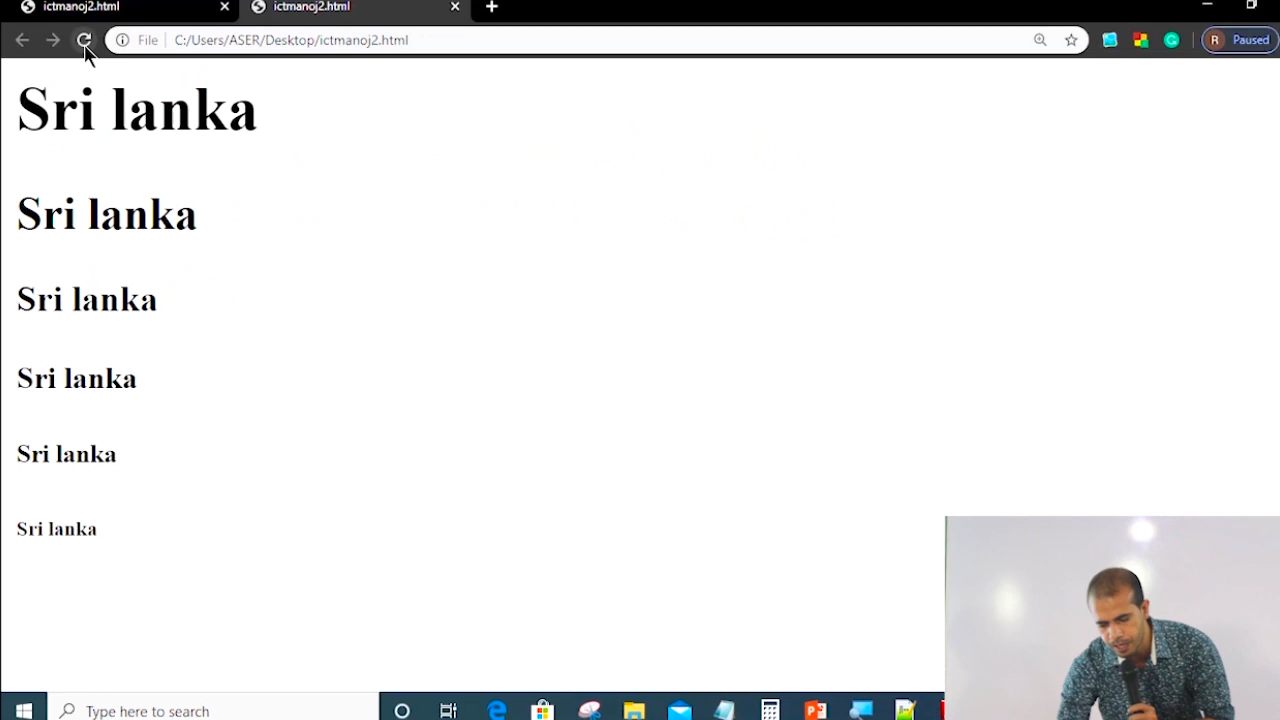 ictmanoj2.html
ictmanoj2.html
File C:/Users/ASER/Desktop/ictmanoj2.html
R Paused
Sri lanka
Sri lanka
Sri lanka
Sri lanka
Sri lanka
Sri lanka
Type here to search